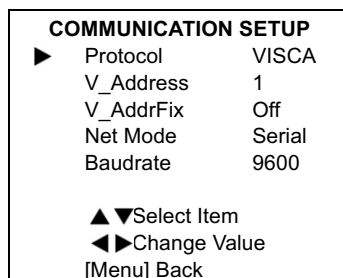 COMMUNICATION SETUP
▶ Protocol VISCA
V_Address 1
V_AddrFix Off
Net Mode Serial
Baudrate 9600
▲▼Select Item
◀▶Change Value
[Menu] Back